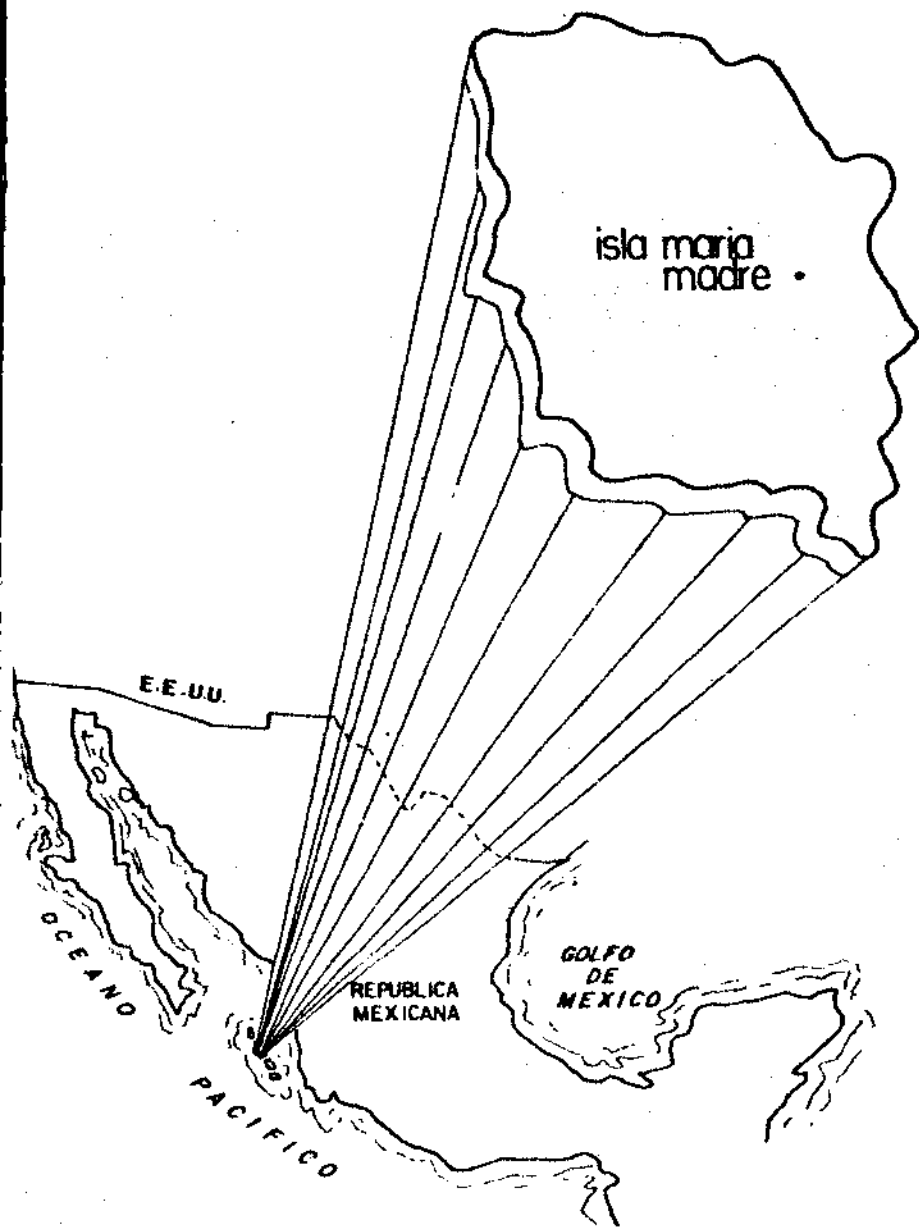 isla maria
madre
E.E.U.U.
OCEANO
PACIFICO
REPUBLICA
MEXICANA
GOLFO
DE
MEXICO